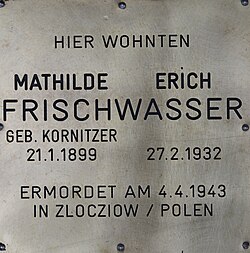 HIER WOHNTEN
MATHILDE ERICH
FRISCHWASSER
GEB. KORNITZER
21.1.1899 27.2.1932
ERMORDET AM 4.4.1943
IN ZLOCZIOW / POLEN